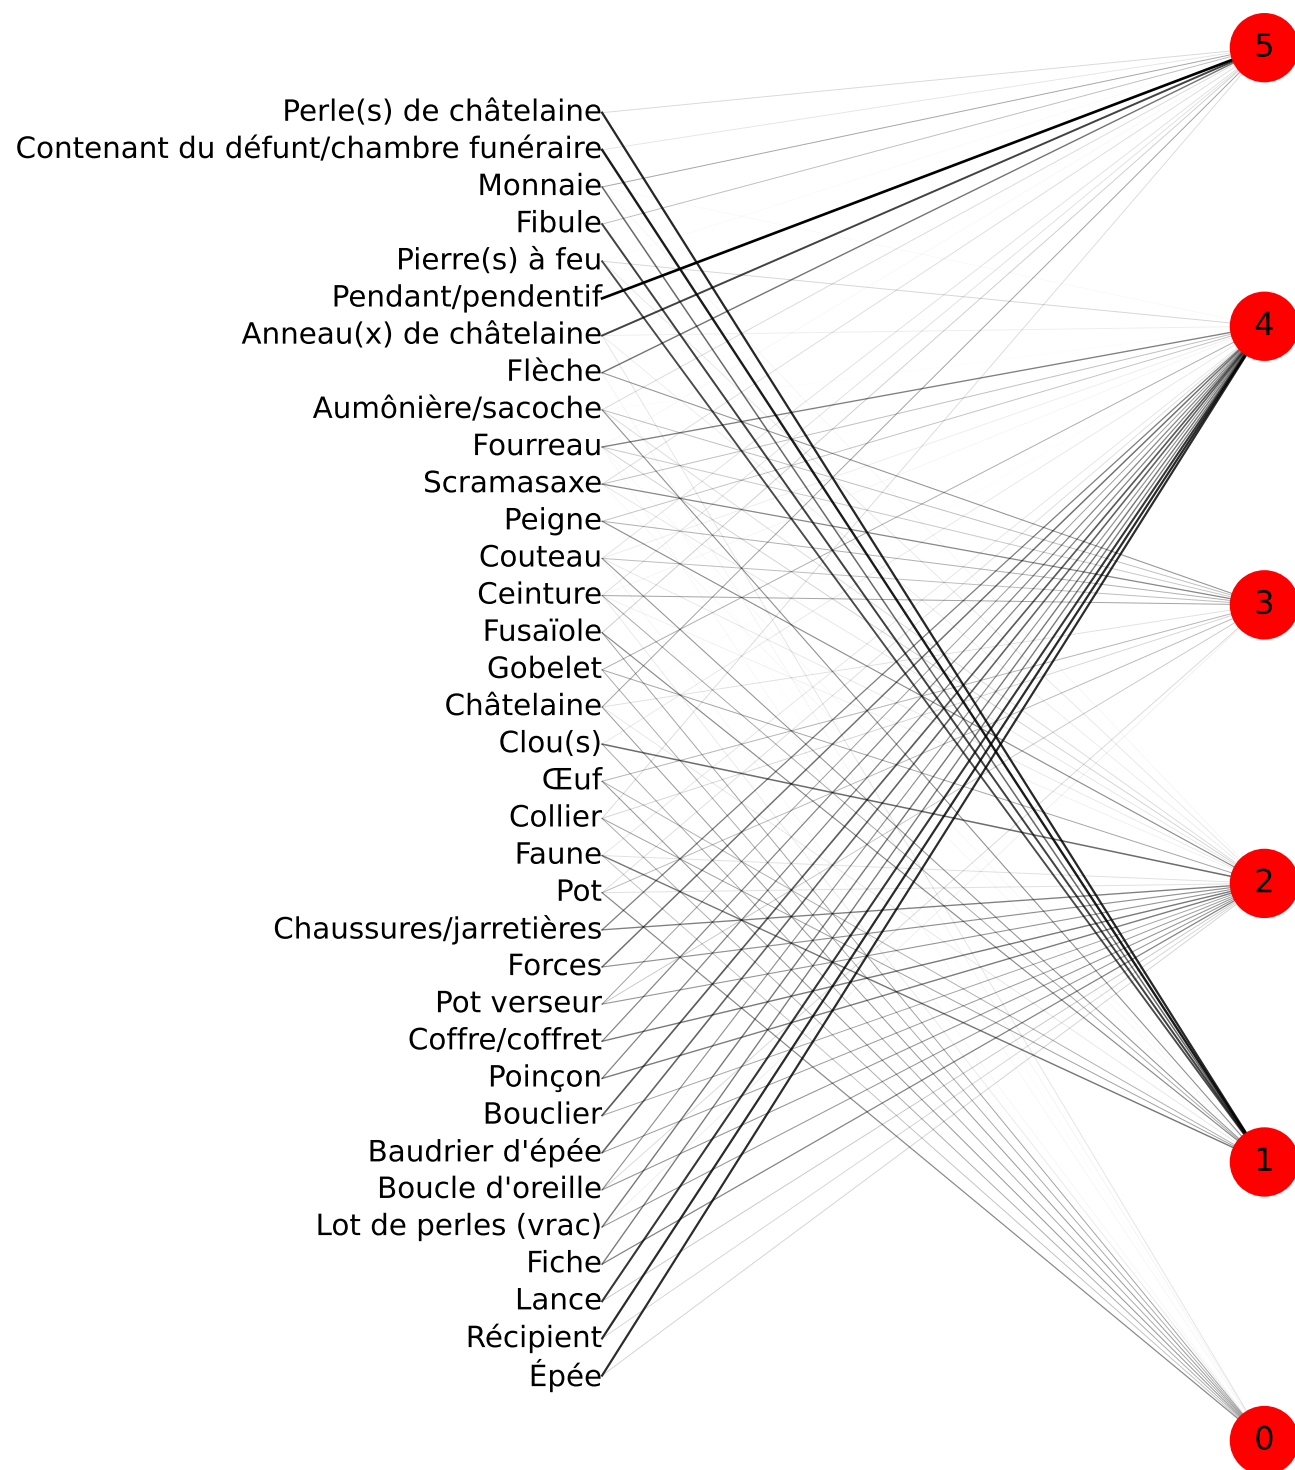 Perle(s) de châtelaine
Contenant du défunt/chambre funéraire
Monnaie
Fibule
Pierre(s) à feu
Pendant/pendentif
Anneau(x) de châtelaine
Flèche
Aumônière/sacoche
Fourreau
Scramasaxe
Peigne
Couteau
Ceinture
Fusaïole
Gobelet
Châtelaine
Clou(s)
Œuf
Collier
Faune
Pot
Chaussures/jarretières
Forces
Pot verseur
Coffre/coffret
Poinçon
Bouclier
Baudrier d'épée
Boucle d'oreille
Lot de perles (vrac)
Fiche
Lance
Récipient
Épée
5
4
3
2
1
0